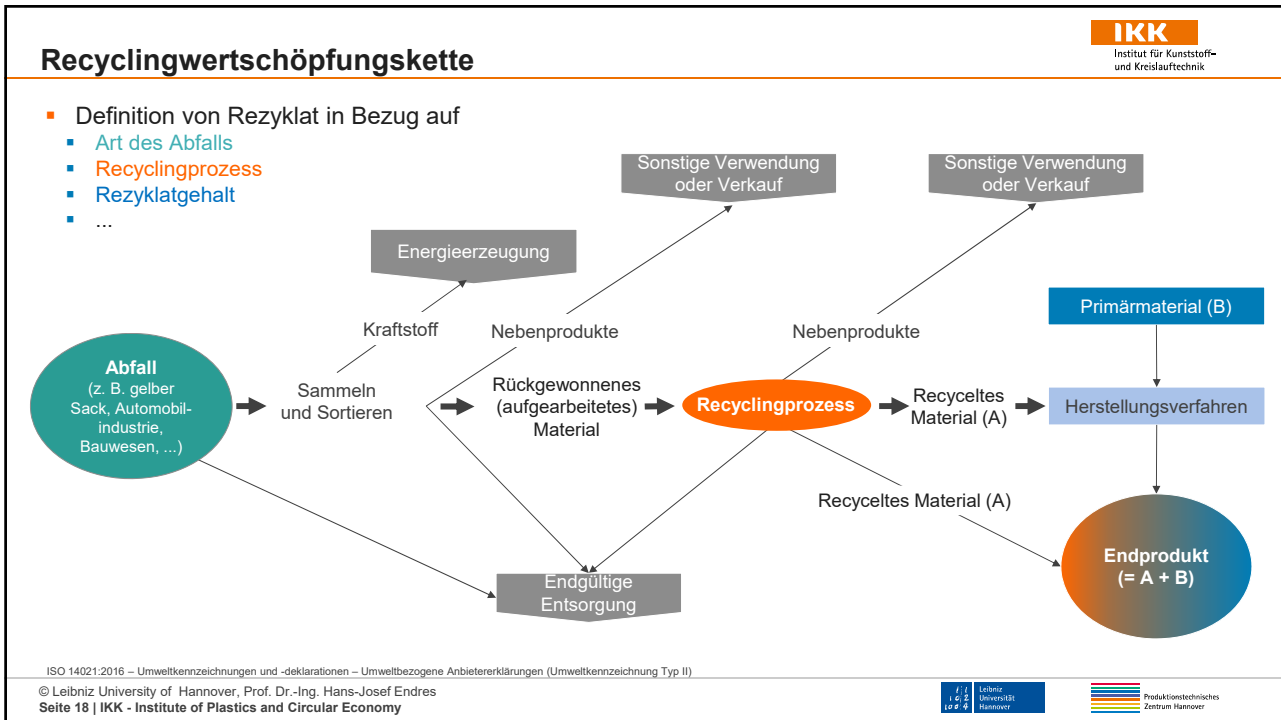 Recyclingwertschöpfungskette
IKK
Institut für Kunststoff-
und Kreislauftechnik
Definition von Rezyklat in Bezug auf
Art des Abfalls
Recyclingprozess
Rezyklatgehalt
...
Sonstige Verwendung
oder Verkauf
Sonstige Verwendung
oder Verkauf
Energieerzeugung
Kraftstoff
Nebenprodukte
Nebenprodukte
Primärmaterial (B)
Abfall
(z. B. gelber
Sack, Automobil-
industrie,
Bauwesen, ...)
Sammeln
und Sortieren
Rückgewonnenes
(aufgearbeitetes)
Material
Recyclingprozess
Recyceltes
Material (A)
Herstellungsverfahren
Recyceltes Material (A)
Endprodukt
(= A + B)
Endgültige
Entsorgung
ISO 14021:2016 – Umweltkennzeichnungen und -deklarationen – Umweltbezogene Anbietererklärungen (Umweltkennzeichnung Typ II)
© Leibniz University of Hannover, Prof. Dr.-Ing. Hans-Josef Endres
Seite 18 | IKK - Institute of Plastics and Circular Economy
Leibniz
Universität
Hannover
Produktionstechnisches
Zentrum Hannover